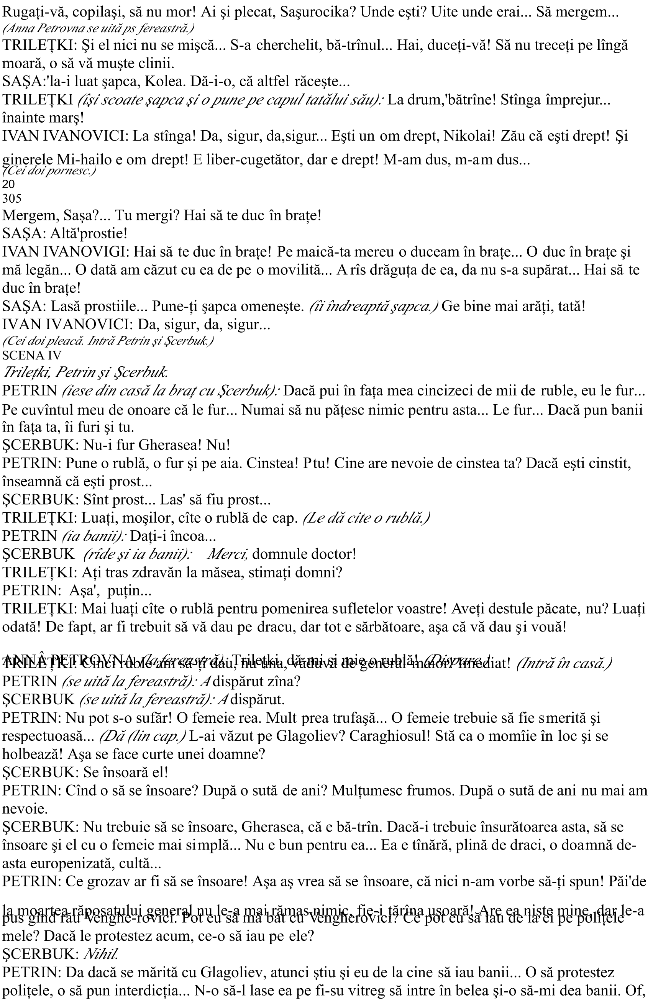 Rugați-vă, copilaşi, să nu mor! Ai şi plecat, Saşurocika? Unde eşti? Uite unde erai... Să mergem...
(Anna Petrovna se uită ps fereastră.)
TRILEȚKI: Şi el nici nu se mişcă... S-a cherchelit, bă-trînul... Hai, duceți-vă! Să nu treceți pe lîngă
moară, o să vă muşte clinii.
SAŞA:'la-i luat şapca, Kolea. Dă-i-o, că altfel răceşte...
TRILEȚKI (îşi scoate şapca şi o pune pe capul tatălui său): La drum,'bătrîne! Stînga împrejur...
înainte marş!
IVAN IVANOVICI: La stînga! Da, sigur, da,sigur... Eşti un om drept, Nikolai! Zău că eşti drept! Şi
ginerele Mi-hailo e om drept! E liber-cugetător, dar e drept! M-am dus, m-am dus...
(Cei doi pornesc.)
20
305
Mergem, Saşa?... Tu mergi? Hai să te duc în brațe!
SAŞA: Altă'prostie!
IVAN IVANOVIGI: Hai să te duc în brațe! Pe maică-ta mereu o duceam în brațe... O duc în brațe şi
mă legăn... O dată am căzut cu ea de pe o movilită... A rîs drăguța de ea, da nu s-a supărat... Hai să te
duc în brațe!
SAŞA: Lasă prostiile... Pune-ți şapca omeneşte. (îi îndreaptă şapca.) Ge bine mai arăți, tată!
IVAN IVANOVICI: Da, sigur, da, sigur...
(Cei doi pleacă. Intră Petrin şi Şcerbuk.)
SCENA IV
Trilețki, Petrin şi Şcerbuk.
PETRIN (iese din casă la braț cu Şcerbuk): Dacă pui în fața mea cincizeci de mii de ruble, eu le fur...
Pe cuvîntul meu de onoare că le fur... Numai să nu pățesc nimic pentru asta... Le fur... Dacă pun banii
în fața ta, îi furi şi tu.
ŞCERBUK: Nu-i fur Gherasea! Nu!
PETRIN: Pune o rublă, o fur şi pe aia. Cinstea! Ptu! Cine are nevoie de cinstea ta? Dacă eşti cinstit,
înseamnă că eşti prost...
ŞCERBUK: Sînt prost... Las' să fiu prost...
TRILEȚKI: Luați, moşilor, cîte o rublă de cap. (Le dă cite o rublă.)
PETRIN (ia banii): Dați-i încoa...
ŞCERBUK (rîde şi ia banii): Merci, domnule doctor!
TRILEȚKI: Ați tras zdravăn la măsea, stimați domni?
PETRIN: Aşa', puțin...
TRILEȚKI: Mai luați cîte o rublă pentru pomenirea sufletelor voastre! Aveți destule păcate, nu? Luați
odată! De fapt, ar fi trebuit să vă dau pe dracu, dar tot e sărbătoare, aşa că vă dau şi vouă!
ANNÂ PETROVNA (la fereastră): Trilețki, dă-mi şi mie o rublă! (Dispare.)
TRILEȚKI: Cinci ruble am să-ți dau, nu una, văduvă de general-maior! Imediat! (Intră în casă.)
PETRIN (se uită la fereastră): A dispărut zîna?
ŞCERBUK (se uită la fereastră): A dispărut.
PETRIN: Nu pot s-o sufăr! O femeie rea. Mult prea trufaşă... O femeie trebuie să fie smerită şi
respectuoasă... (Dă (lin cap.) L-ai văzut pe Glagoliev? Caraghiosul! Stă ca o momîie în loc şi se
holbează! Aşa se face curte unei doamne?
ŞCERBUK: Se însoară el!
PETRIN: Cînd o să se însoare? După o sută de ani? Mulțumesc frumos. După o sută de ani nu mai am
nevoie.
ŞCERBUK: Nu trebuie să se însoare, Gherasea, că e bă-trîn. Dacă-i trebuie însurătoarea asta, să se
însoare şi el cu o femeie mai simplă... Nu e bun pentru ea... Ea e tînără, plină de draci, o doamnă de-
asta europenizată, cultă...
PETRIN: Ce grozav ar fi să se însoare! Aşa aş vrea să se însoare, că nici n-am vorbe să-ți spun! Păi'de
la moartea răposatului general nu le-a mai rămas nimic, fie-i țărîna uşoară! Are ea nişte mine, dar le-a
pus gînd rău Venghe-rovici. Pot eu să mă bat cu Vengherovici? Ce pot eu să iau de la ei pe polițele
mele? Dacă le protestez acum, ce-o să iau pe ele?
ŞCERBUK: Nihil.
PETRIN: Da dacă se mărită cu Glagoliev, atunci ştiu şi eu de la cine să iau banii... O să protestez
polițele, o să pun interdicția... N-o să-l lase ea pe fi-su vitreg să intre în belea şi-o să-mi dea banii. Of,